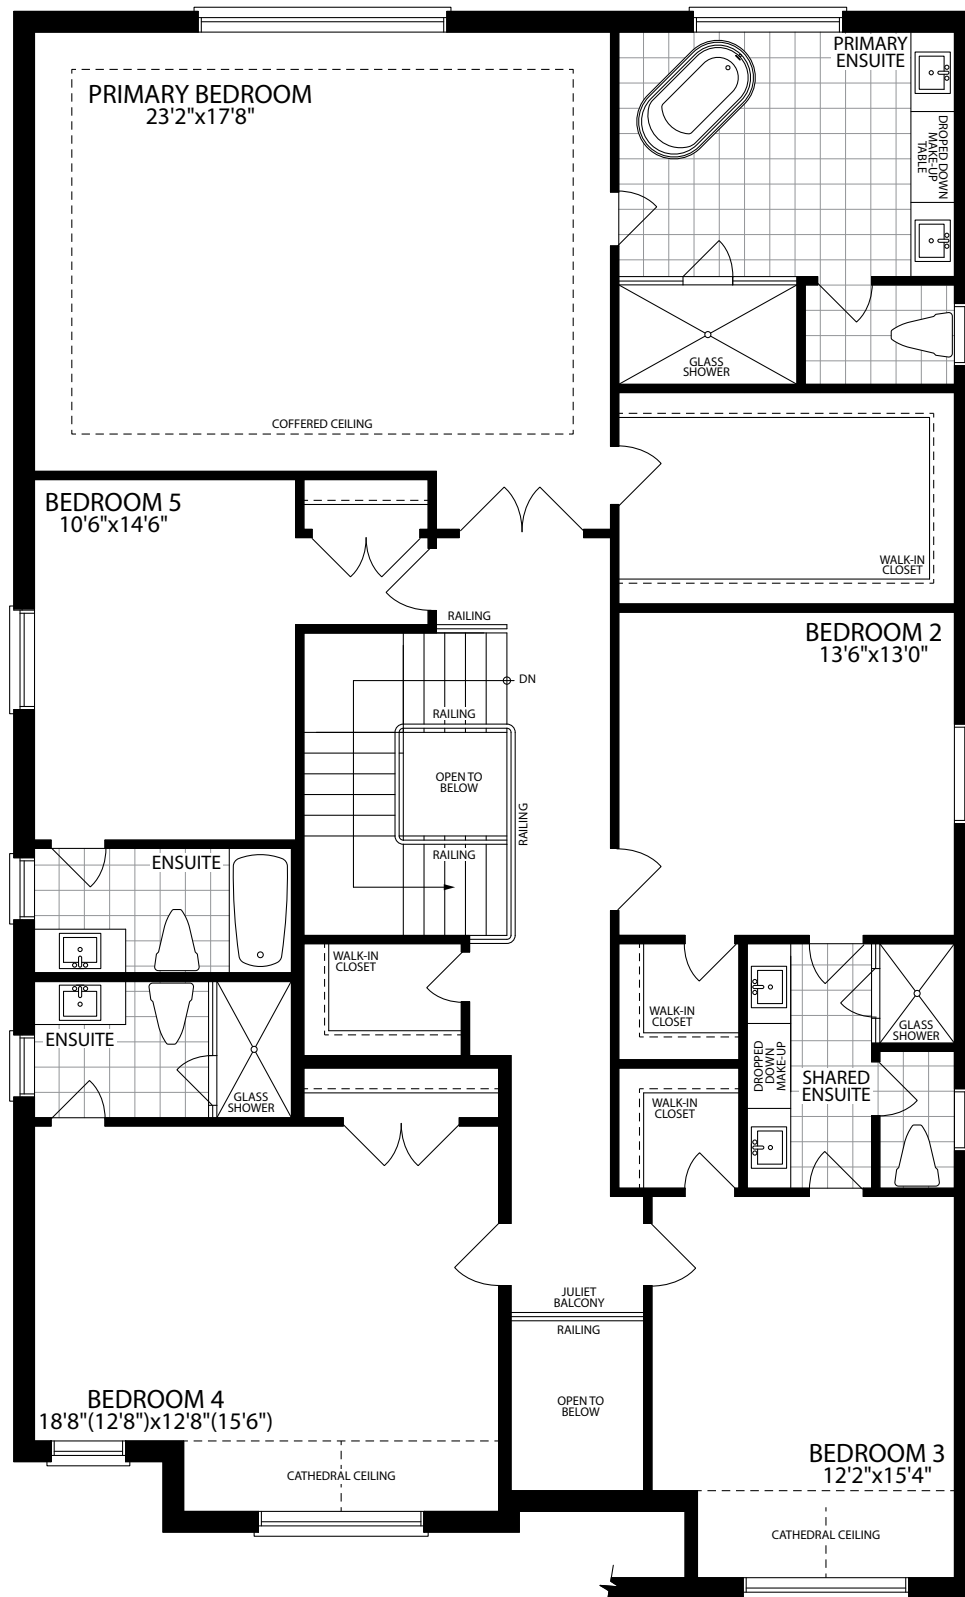 PRIMARY BEDROOM
23'2"x17'8"
COFFERED CEILING
PRIMARY
ENSUITE
DROPED DOWN
MAKE-UP
TABLE
GLASS
SHOWER
WALK-IN
CLOSET
BEDROOM 5
10'6"x14'6"
BEDROOM 2
13'6"x13'0"
RAILING
DN
RAILING
OPEN TO
BELOW
RAILING
RAILING
ENSUITE
WALK-IN
CLOSET
ENSUITE
GLASS
SHOWER
WALK-IN
CLOSET
GLASS
SHOWER
DROPPED
DOWN
MAKE-UP
SHARED
ENSUITE
WALK-IN
CLOSET
JULIET
BALCONY
RAILING
OPEN TO
BELOW
BEDROOM 4
18'8"(12'8")x12'8"(15'6")
CATHEDRAL CEILING
BEDROOM 3
12'2"x15'4"
CATHEDRAL CEILING